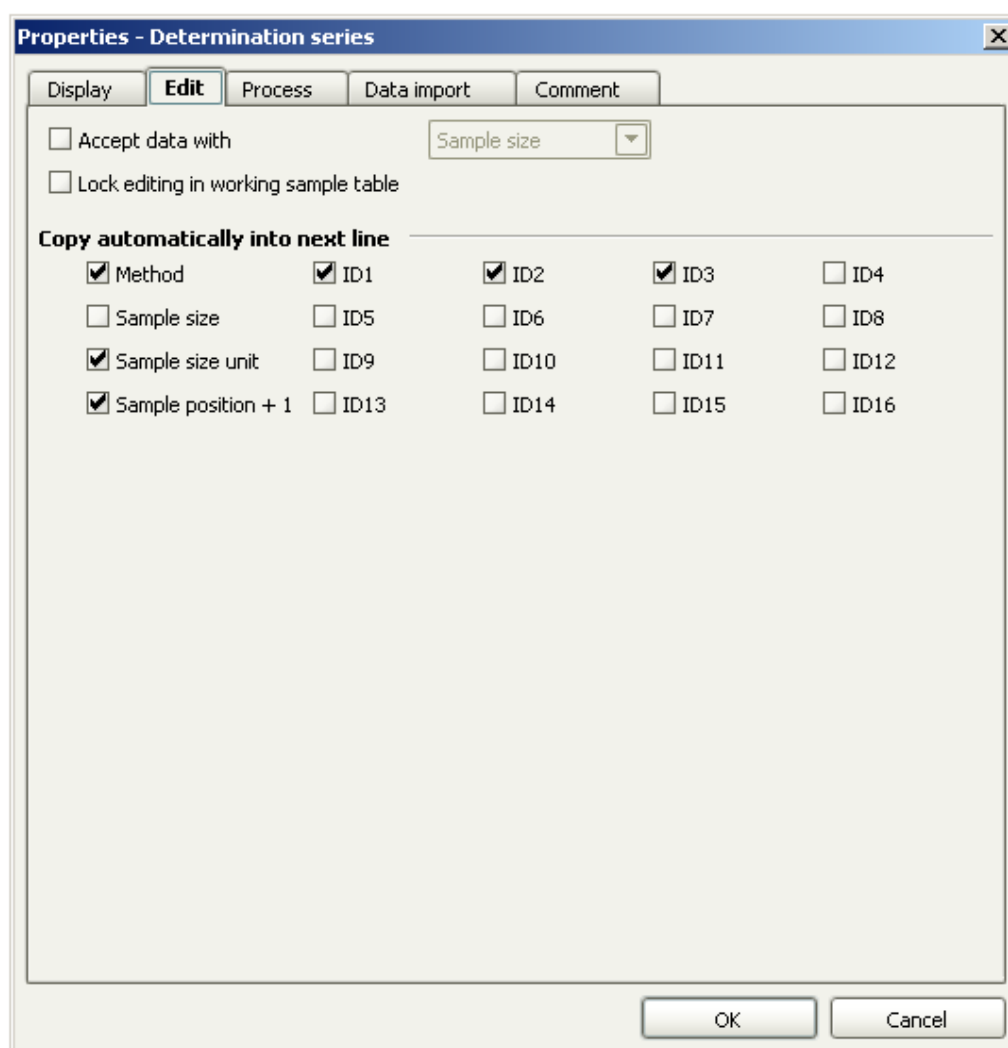 Properties - Determination series
Display Edit Process Data import Comment
Accept data with Sample size
Lock editing in working sample table
Copy automatically into next line
Method ID1 ID2 ID3 ID4
Sample size ID5 ID6 ID7 ID8
Sample size unit ID9 ID10 ID11 ID12
Sample position + 1 ID13 ID14 ID15 ID16
OK Cancel